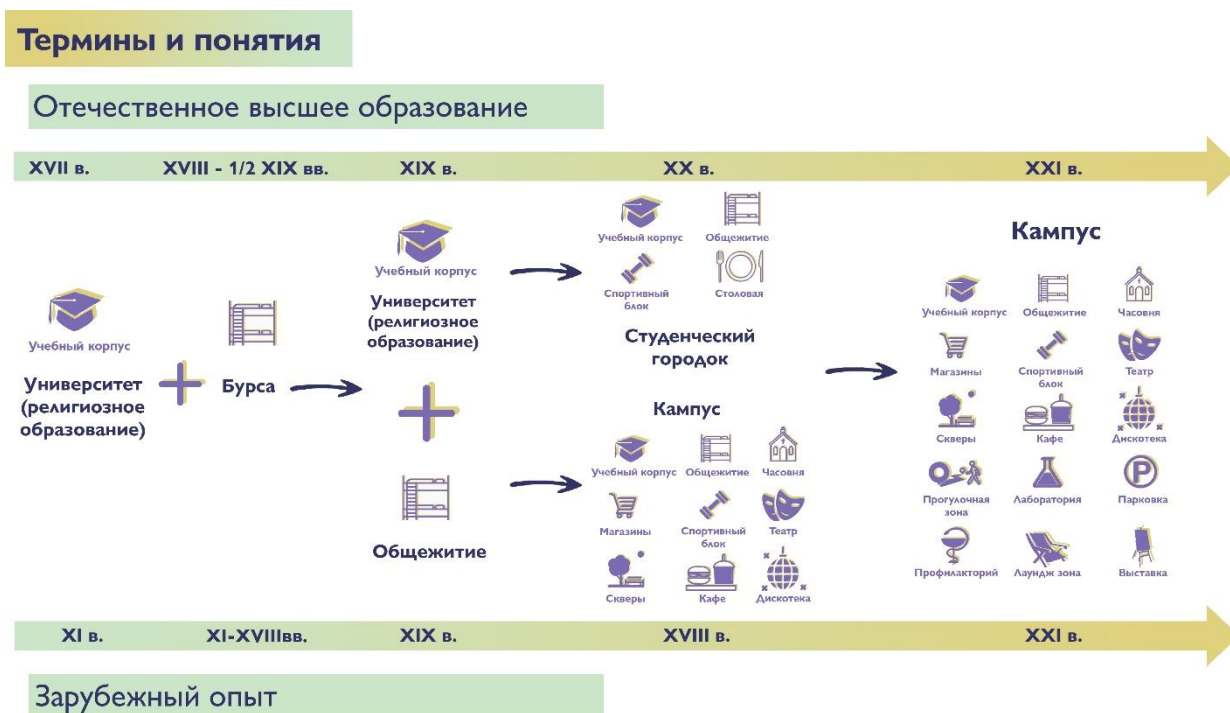 Термины и понятия
Отечественное высшее образование
XVII в.
XVIII - 1/2 XIX вв.
XIX в.
XX в.
XXI в.
Учебный корпус
Университет
(религиозное
образование)
Бурса
Учебный корпус
Университет
(религиозное
образование)
Общежитие
Учебный корпус
Общежитие
Спортивный
блок
Столовая
Студенческий
городок
Кампус
Учебный корпус
Общежитие
Часовня
Магазины
Спортивный
блок
Театр
Скверы
Кафе
Дискотека
Кампус
Учебный корпус
Общежитие
Часовня
Магазины
Спортивный
блок
Театр
Скверы
Кафе
Дискотека
Прогулочная
зона
Лаборатория
P
Парковка
Профилакторий
Лаундж зона
Выставка
XI в.
XI-XVIIIвв.
XIX в.
XVIII в.
XXI в.
Зарубежный опыт